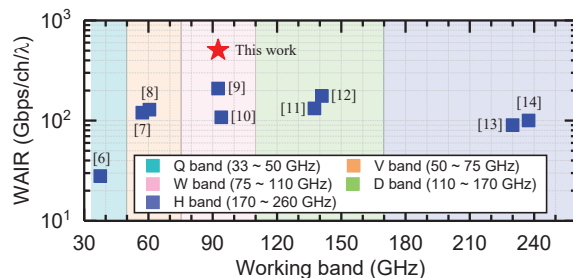 WAIR (Gbps/ch/λ)
10³
10²
10¹
This work
[9]
[8]
[7]
[10]
[12]
[11]
[14]
[13]
[6]
Q band (33 ~ 50 GHz)
V band (50 ~ 75 GHz)
W band (75 ~ 110 GHz)
D band (110 ~ 170 GHz)
H band (170 ~ 260 GHz)
30 60 90 120 150 180 210 240
Working band (GHz)